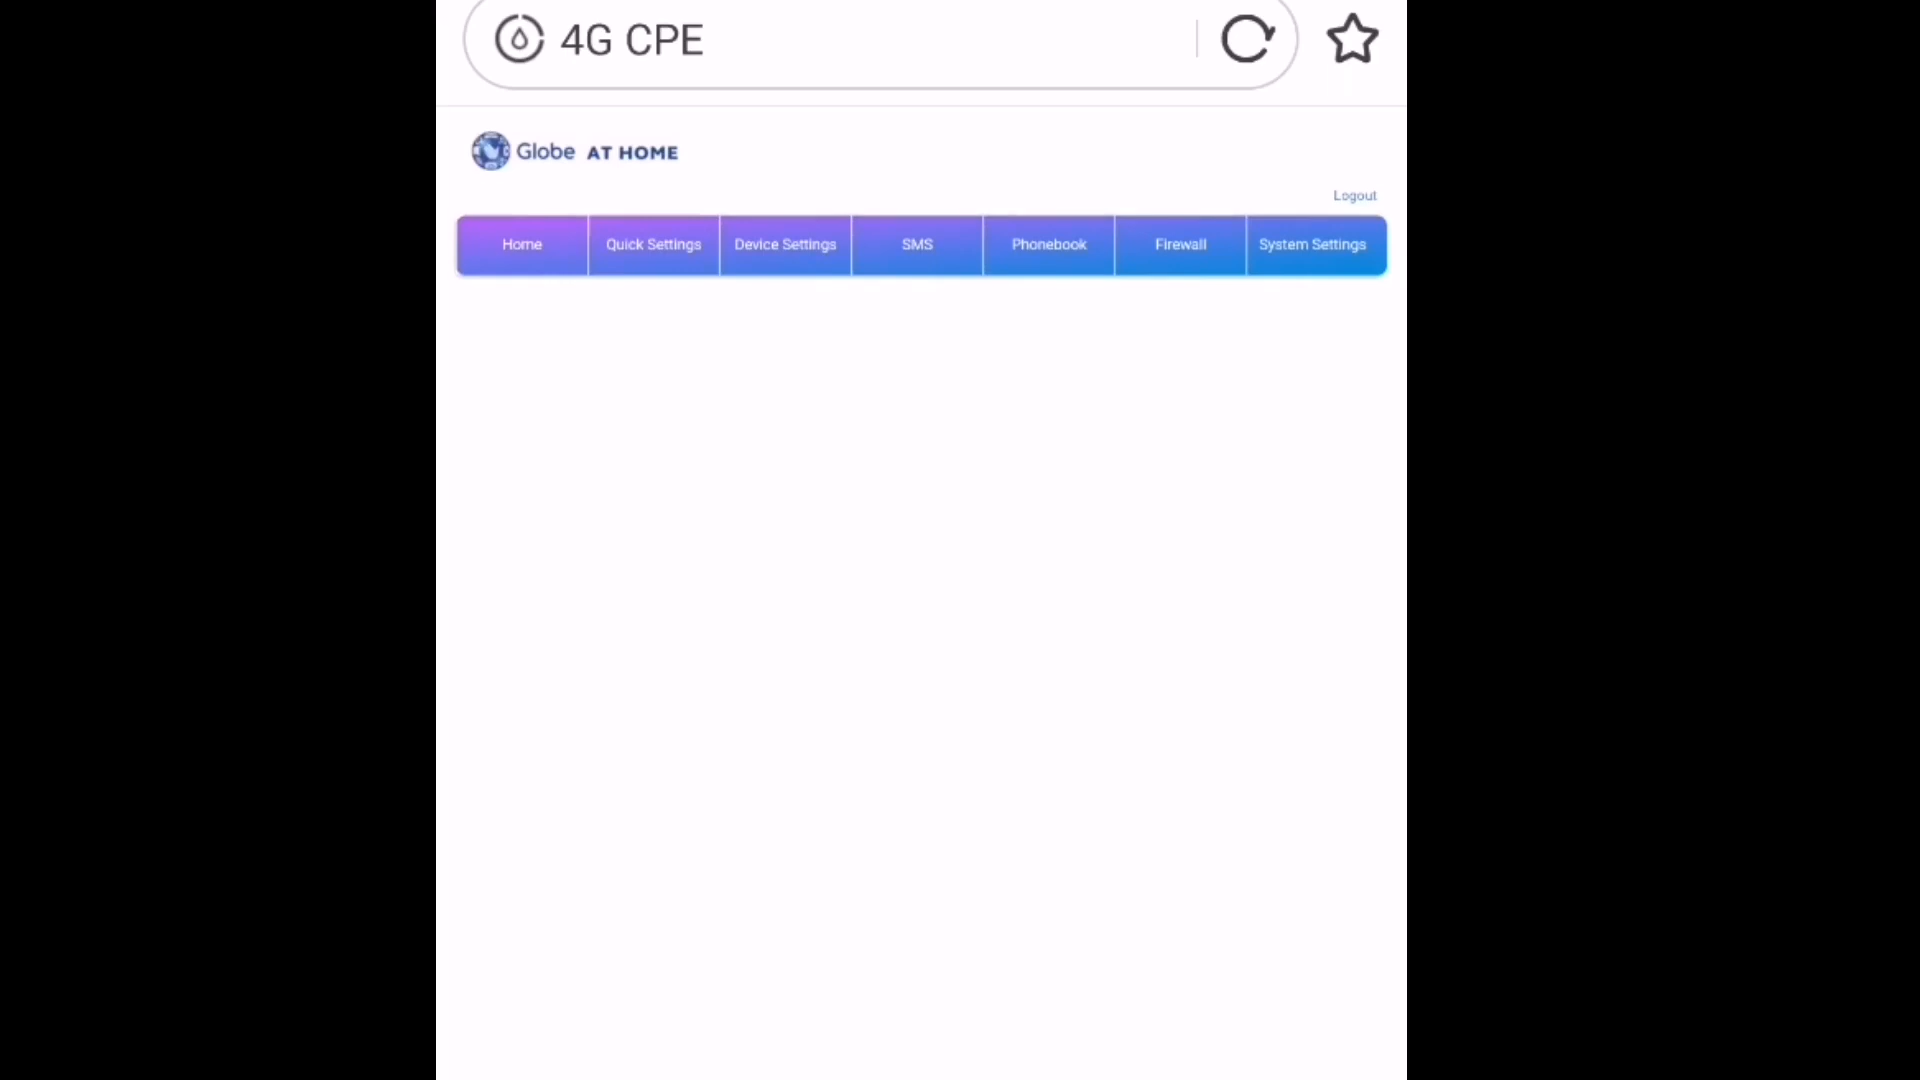 4G CPE
Globe AT HOME
Logout
Home Quick Settings Device Settings SMS Phonebook Firewall System Settings